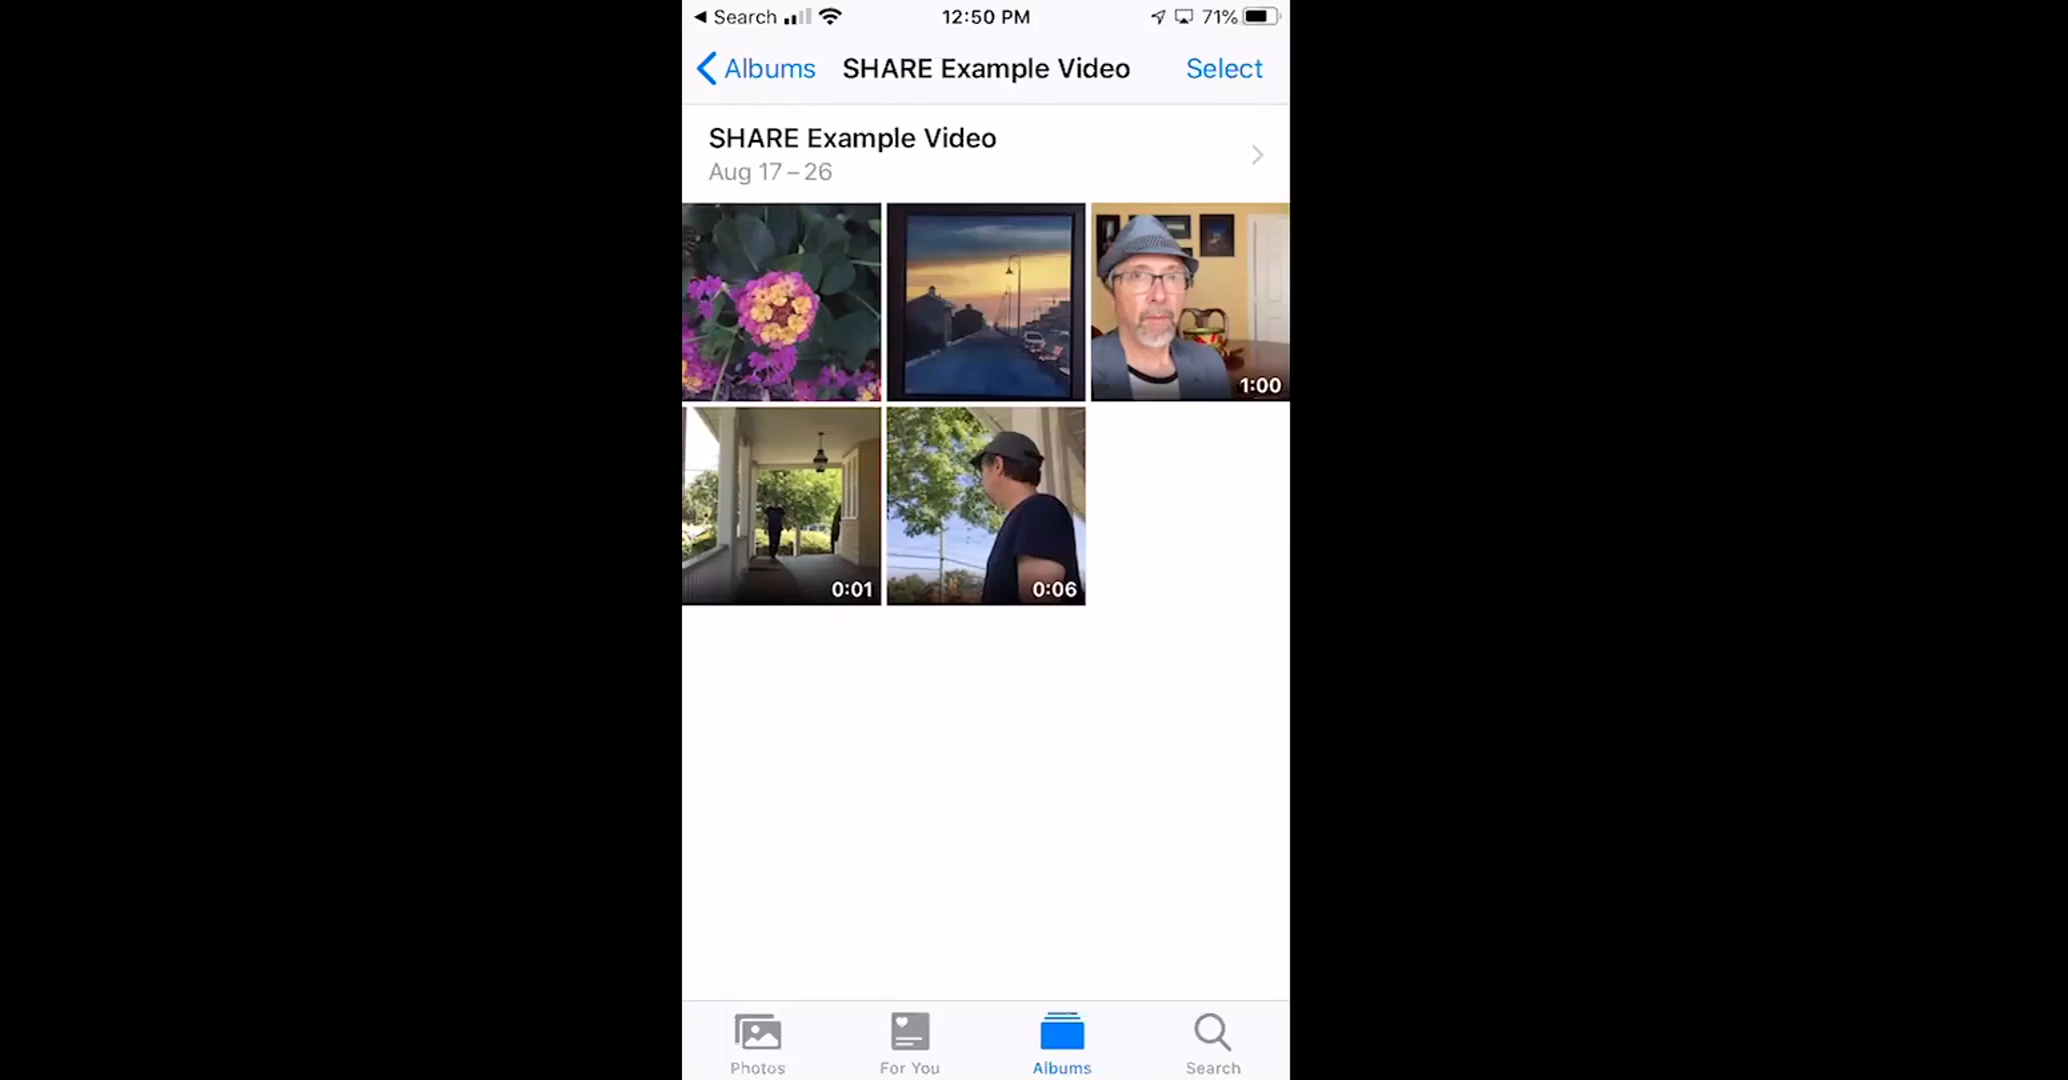 Search
12:50 PM
71%
Albums
SHARE Example Video
Select
SHARE Example Video
Aug 17 – 26
1:00
0:01
0:06
Photos
For You
Albums
Search